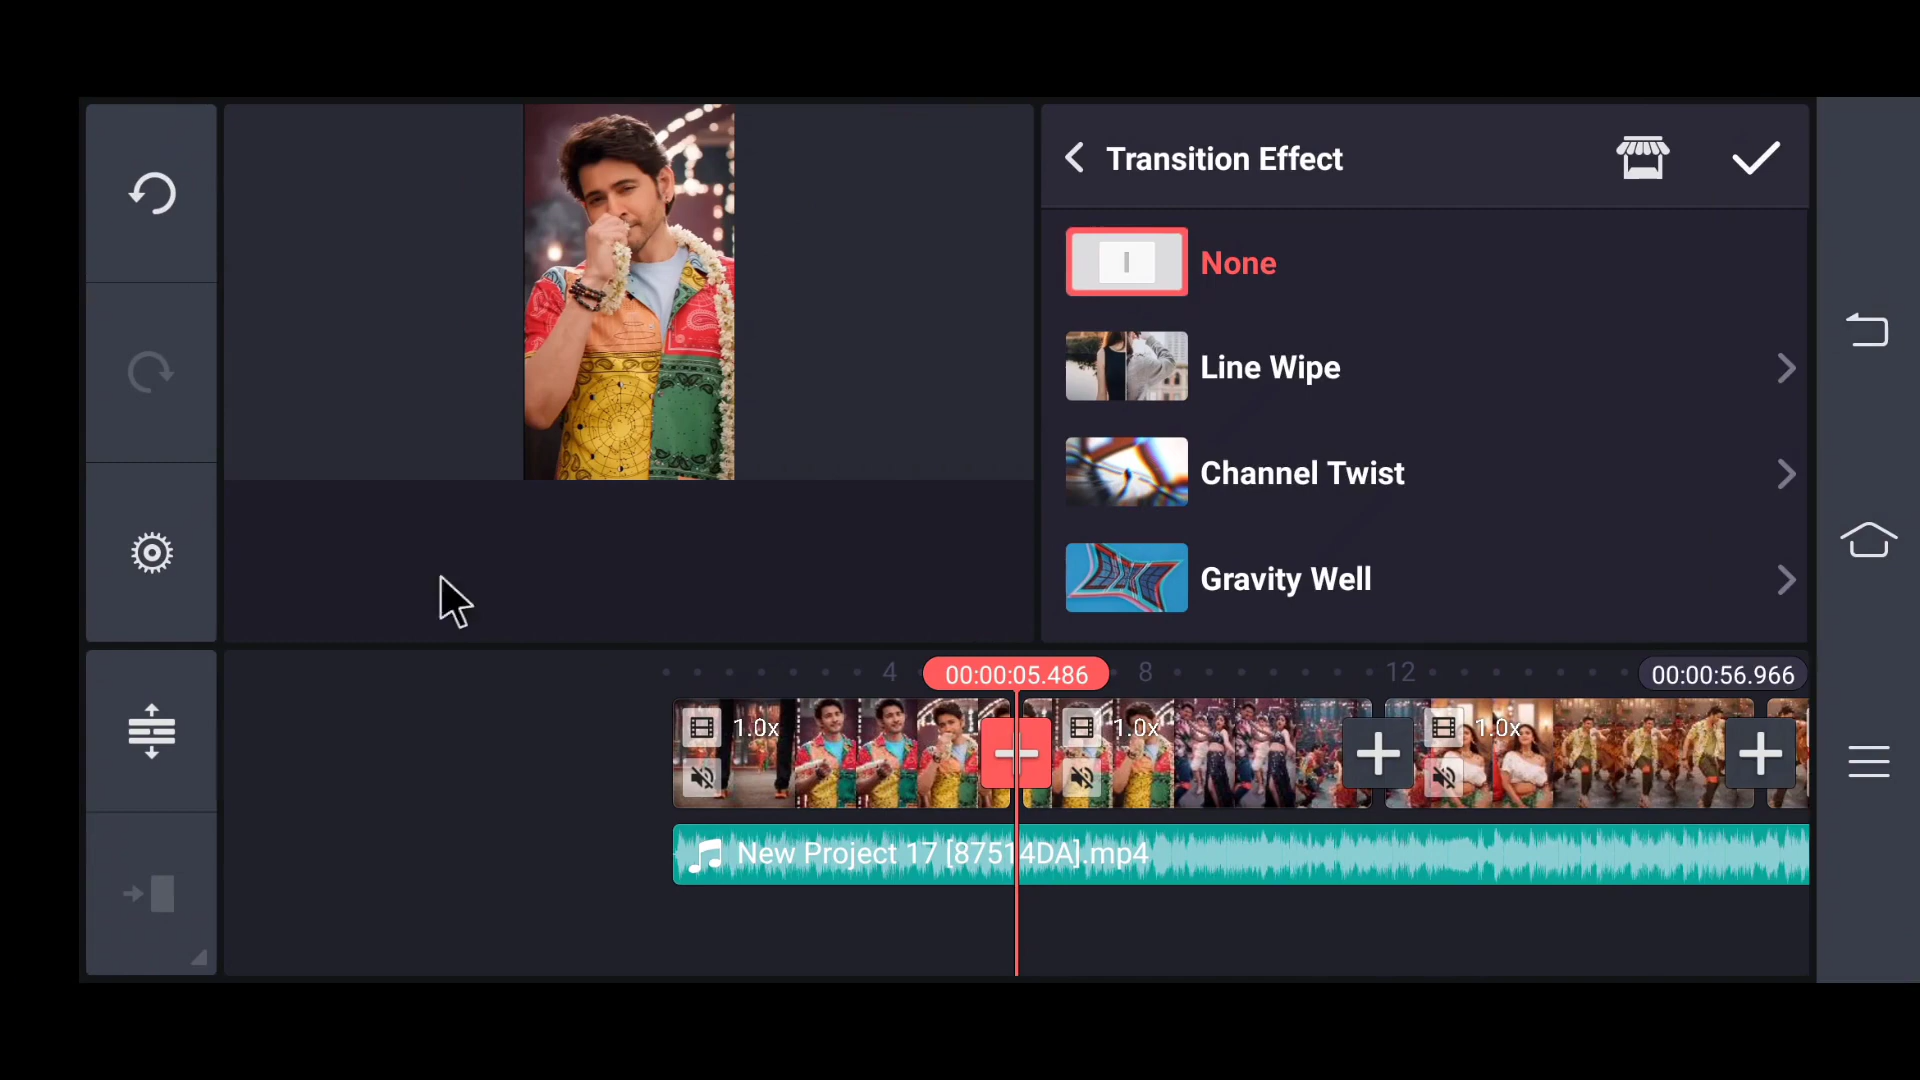 Transition Effect
None
Line Wipe
Channel Twist
Gravity Well
4
00:00:05.486
8
12
00:00:56.966
1.0x
1.0x
1.0x
New Project 17 [87514DA].mp4